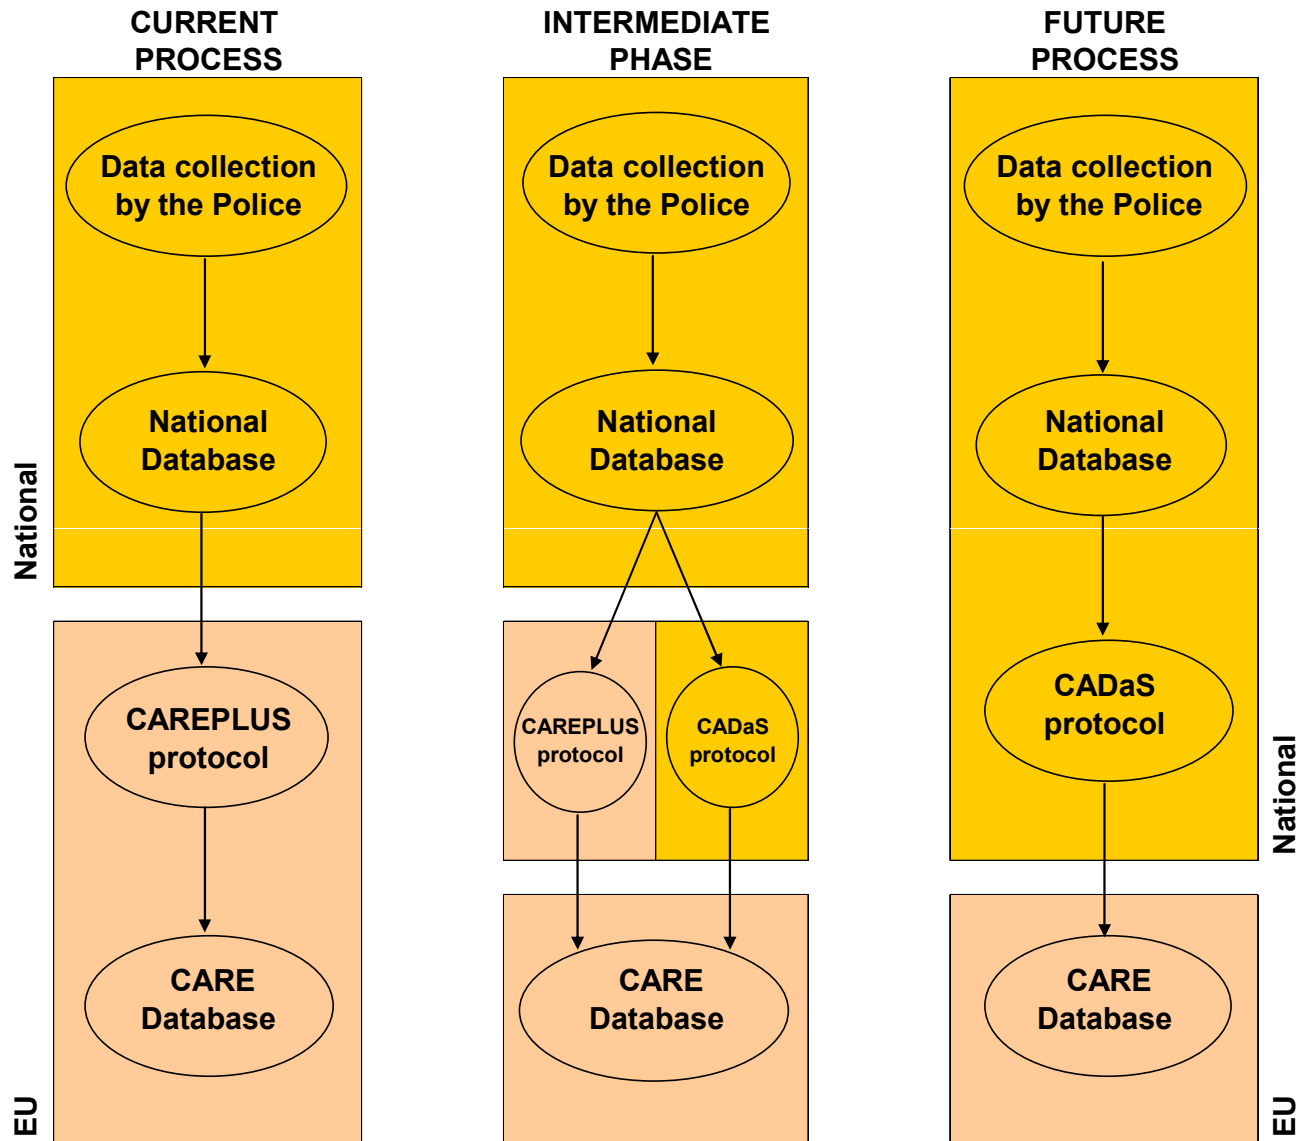 CURRENT
PROCESS
INTERMEDIATE
PHASE
FUTURE
PROCESS
Data collection
by the Police
Data collection
by the Police
Data collection
by the Police
National
Database
National
Database
National
Database
National
CAREPLUS
protocol
CAREPLUS
protocol
CADaS
protocol
CADaS
protocol
National
CARE
Database
CARE
Database
CARE
Database
EU
EU